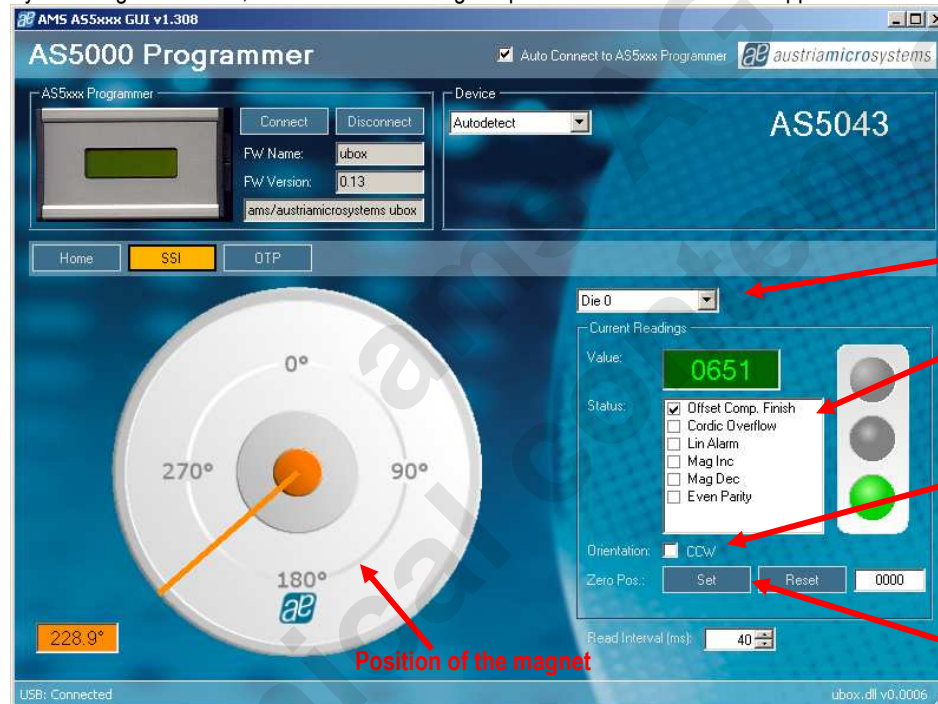 AMS AS5xxx GUI v1.308
AS5000 Programmer
Auto Connect to AS5xxx Programmer
austriamicrosystems
AS5xxx Programmer
Connect
Disconnect
FW Name:
ubox
FW Version:
0.13
ams/austriamicrosystems ubox
Device
Autodetect
AS5043
Home
SSI
OTP
0°
90°
180°
270°
228.9°
Position of the magnet
Die 0
Current Readings
Value:
0651
Status:
Offset Comp. Finish
Cordic Overflow
Lin Alarm
Mag Inc
Mag Dec
Even Parity
Orientation:
CCW
Zero Pos.:
Set
Reset
0000
Read Interval (ms):
40
USB: Connected
ubox.dll v0.0006